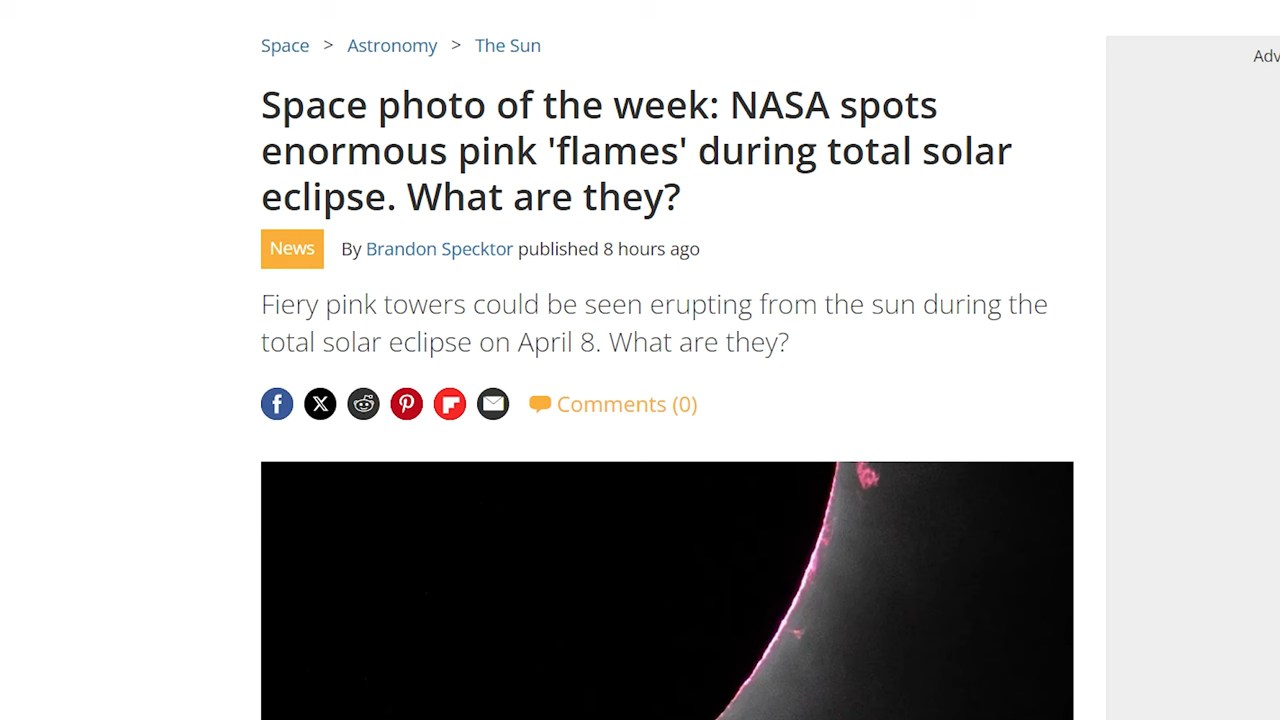 Space > Astronomy > The Sun
Adv
Space photo of the week: NASA spots
enormous pink 'flames' during total solar
eclipse. What are they?
News By Brandon Specktor published 8 hours ago
Fiery pink towers could be seen erupting from the sun during the
total solar eclipse on April 8. What are they?
Comments (0)